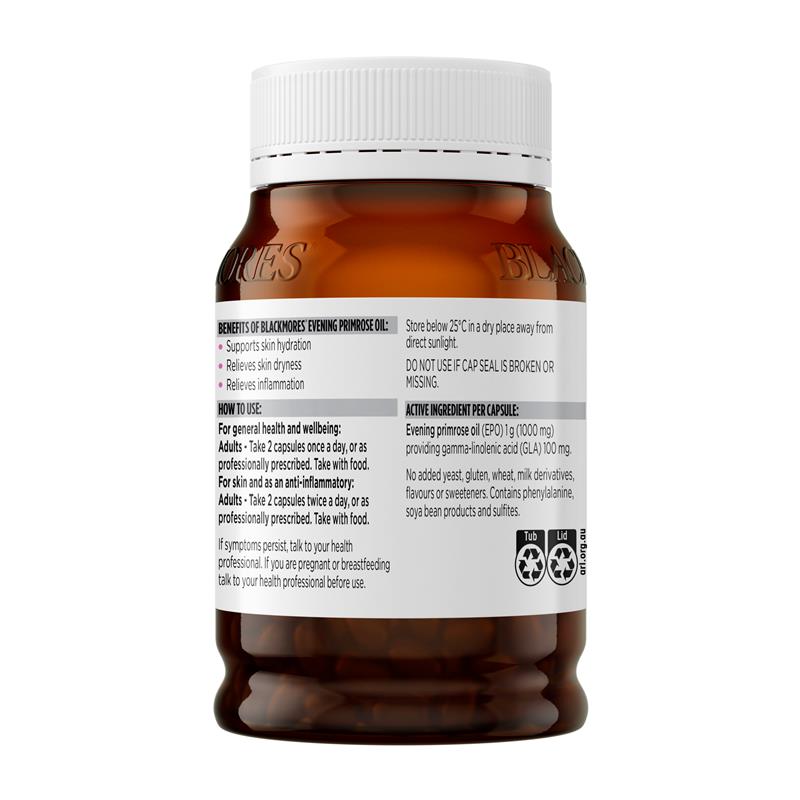 BENEFITS OF BLACKMORES' EVENING PRIMROSE OIL:
• Supports skin hydration
• Relieves skin dryness
• Relieves inflammation
HOW TO USE:
For general health and wellbeing:
Adults - Take 2 capsules once a day, or as
professionally prescribed. Take with food.
For skin and as an anti-inflammatory:
Adults - Take 2 capsules twice a day, or as
professionally prescribed. Take with food.
If symptoms persist, talk to your health
professional. If you are pregnant or breastfeeding
talk to your health professional before use.
Store below 25°C in a dry place away from
direct sunlight.
DO NOT USE IF CAP SEAL IS BROKEN OR
MISSING.
ACTIVE INGREDIENT PER CAPSULE:
Evening primrose oil (EPO) 1 g (1000 mg)
providing gamma-linolenic acid (GLA) 100 mg.
No added yeast, gluten, wheat, milk derivatives,
flavours or sweeteners. Contains phenylalanine,
soya bean products and sulfites.
Tub
Lid
arl.org.au